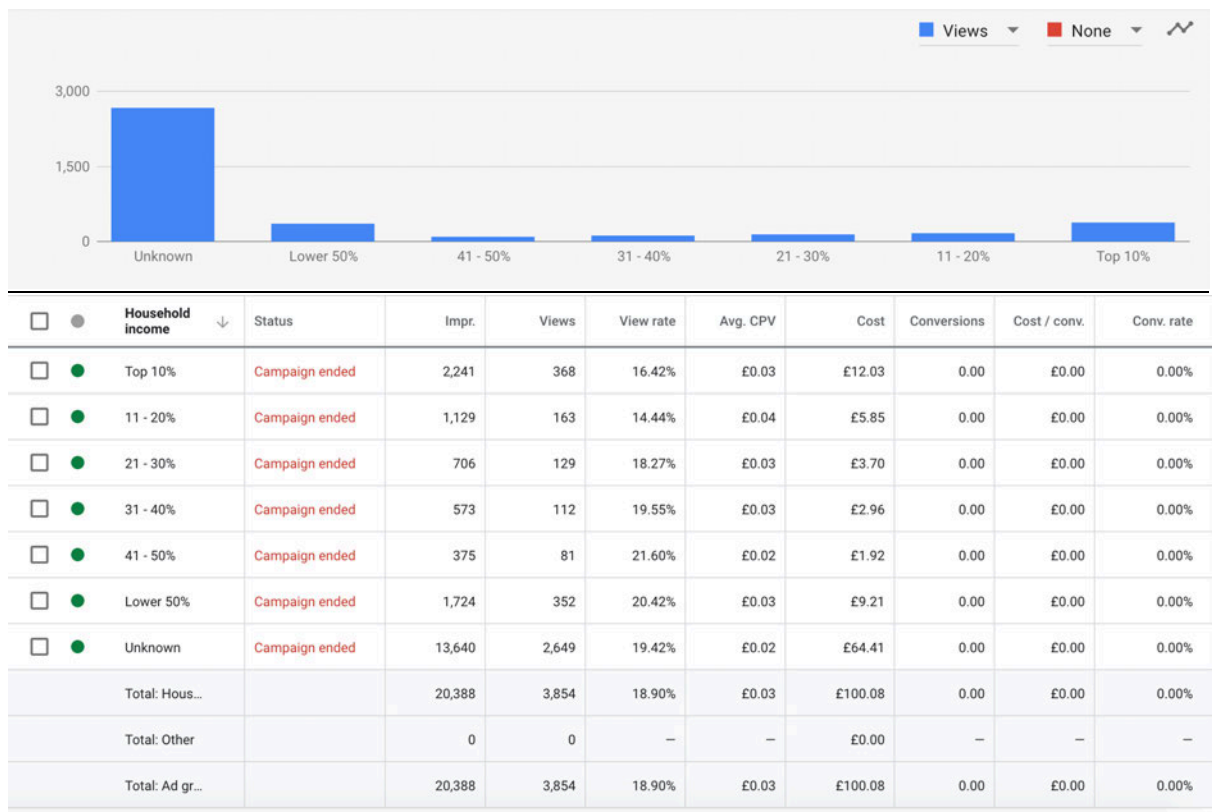 Views None
3,000
1,500
0
Unknown Lower 50% 41 - 50% 31 - 40% 21 - 30% 11 - 20% Top 10%
Household income Status Impr. Views View rate Avg. CPV Cost Conversions Cost / conv. Conv. rate
Top 10% Campaign ended 2,241 368 16.42% £0.03 £12.03 0.00 £0.00 0.00%
11 - 20% Campaign ended 1,129 163 14.44% £0.04 £5.85 0.00 £0.00 0.00%
21 - 30% Campaign ended 706 129 18.27% £0.03 £3.70 0.00 £0.00 0.00%
31 - 40% Campaign ended 573 112 19.55% £0.03 £2.96 0.00 £0.00 0.00%
41 - 50% Campaign ended 375 81 21.60% £0.02 £1.92 0.00 £0.00 0.00%
Lower 50% Campaign ended 1,724 352 20.42% £0.03 £9.21 0.00 £0.00 0.00%
Unknown Campaign ended 13,640 2,649 19.42% £0.02 £64.41 0.00 £0.00 0.00%
Total: Hous... 20,388 3,854 18.90% £0.03 £100.08 0.00 £0.00 0.00%
Total: Other 0 0 — — £0.00 — — —
Total: Ad gr... 20,388 3,854 18.90% £0.03 £100.08 0.00 £0.00 0.00%